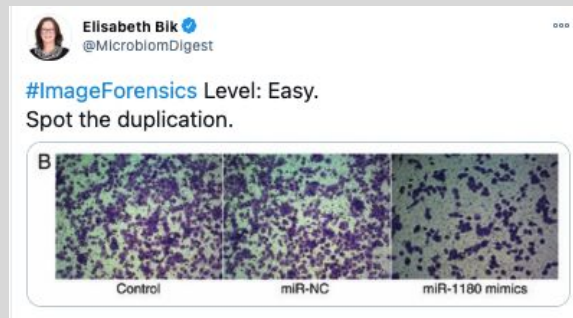 Elisabeth Bik
@MicrobiomDigest
#ImageForensics Level: Easy.
Spot the duplication.
B
Control miR-NC miR-1180 mimics